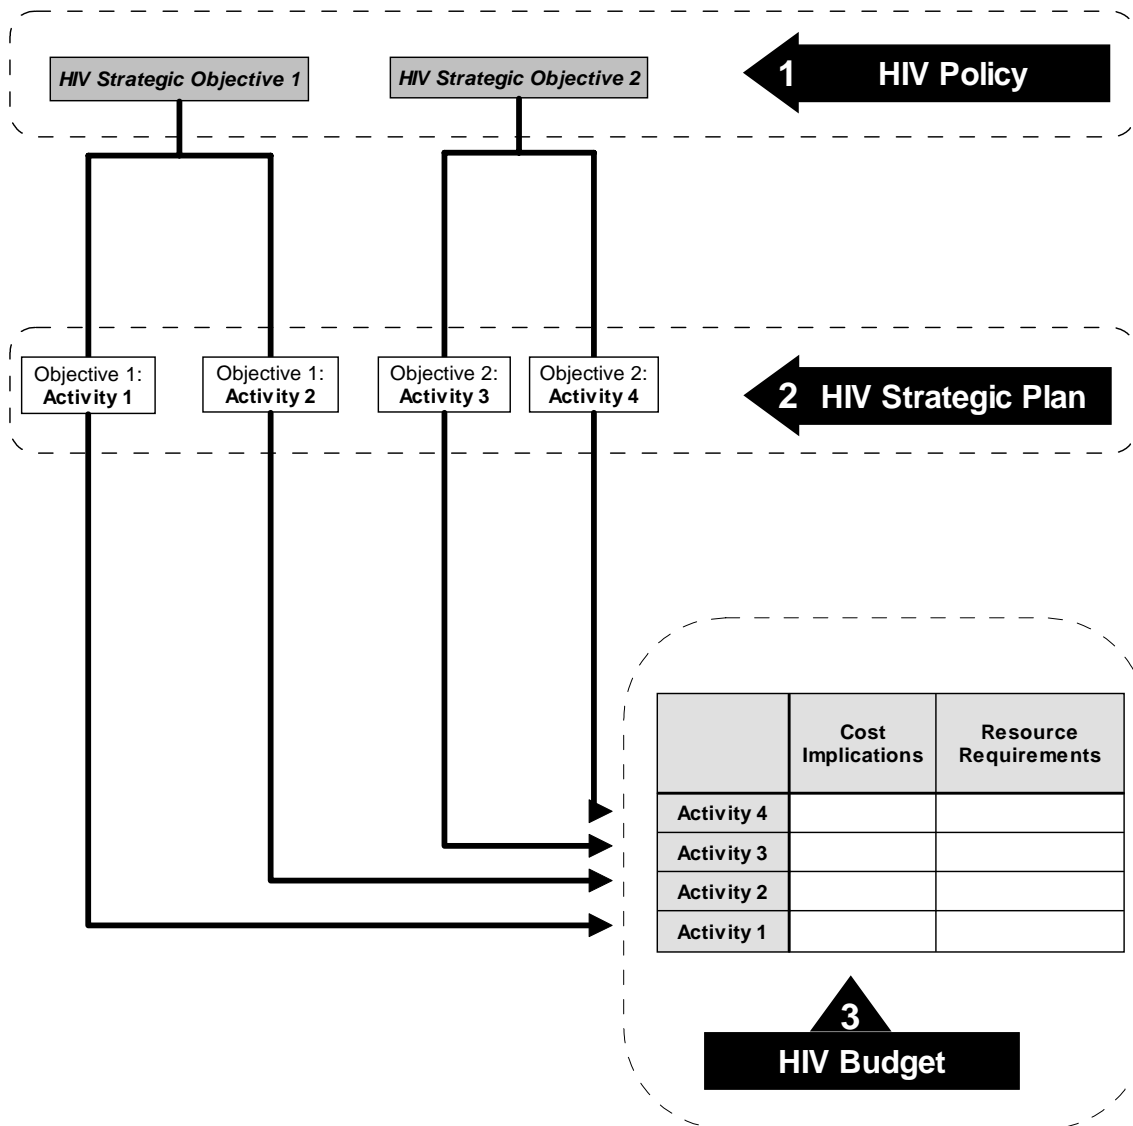 HIV Strategic Objective 1
HIV Strategic Objective 2
1 HIV Policy
Objective 1:
Activity 1
Objective 1:
Activity 2
Objective 2:
Activity 3
Objective 2:
Activity 4
2 HIV Strategic Plan
Cost
Implications
Resource
Requirements
Activity 4
Activity 3
Activity 2
Activity 1
3
HIV Budget